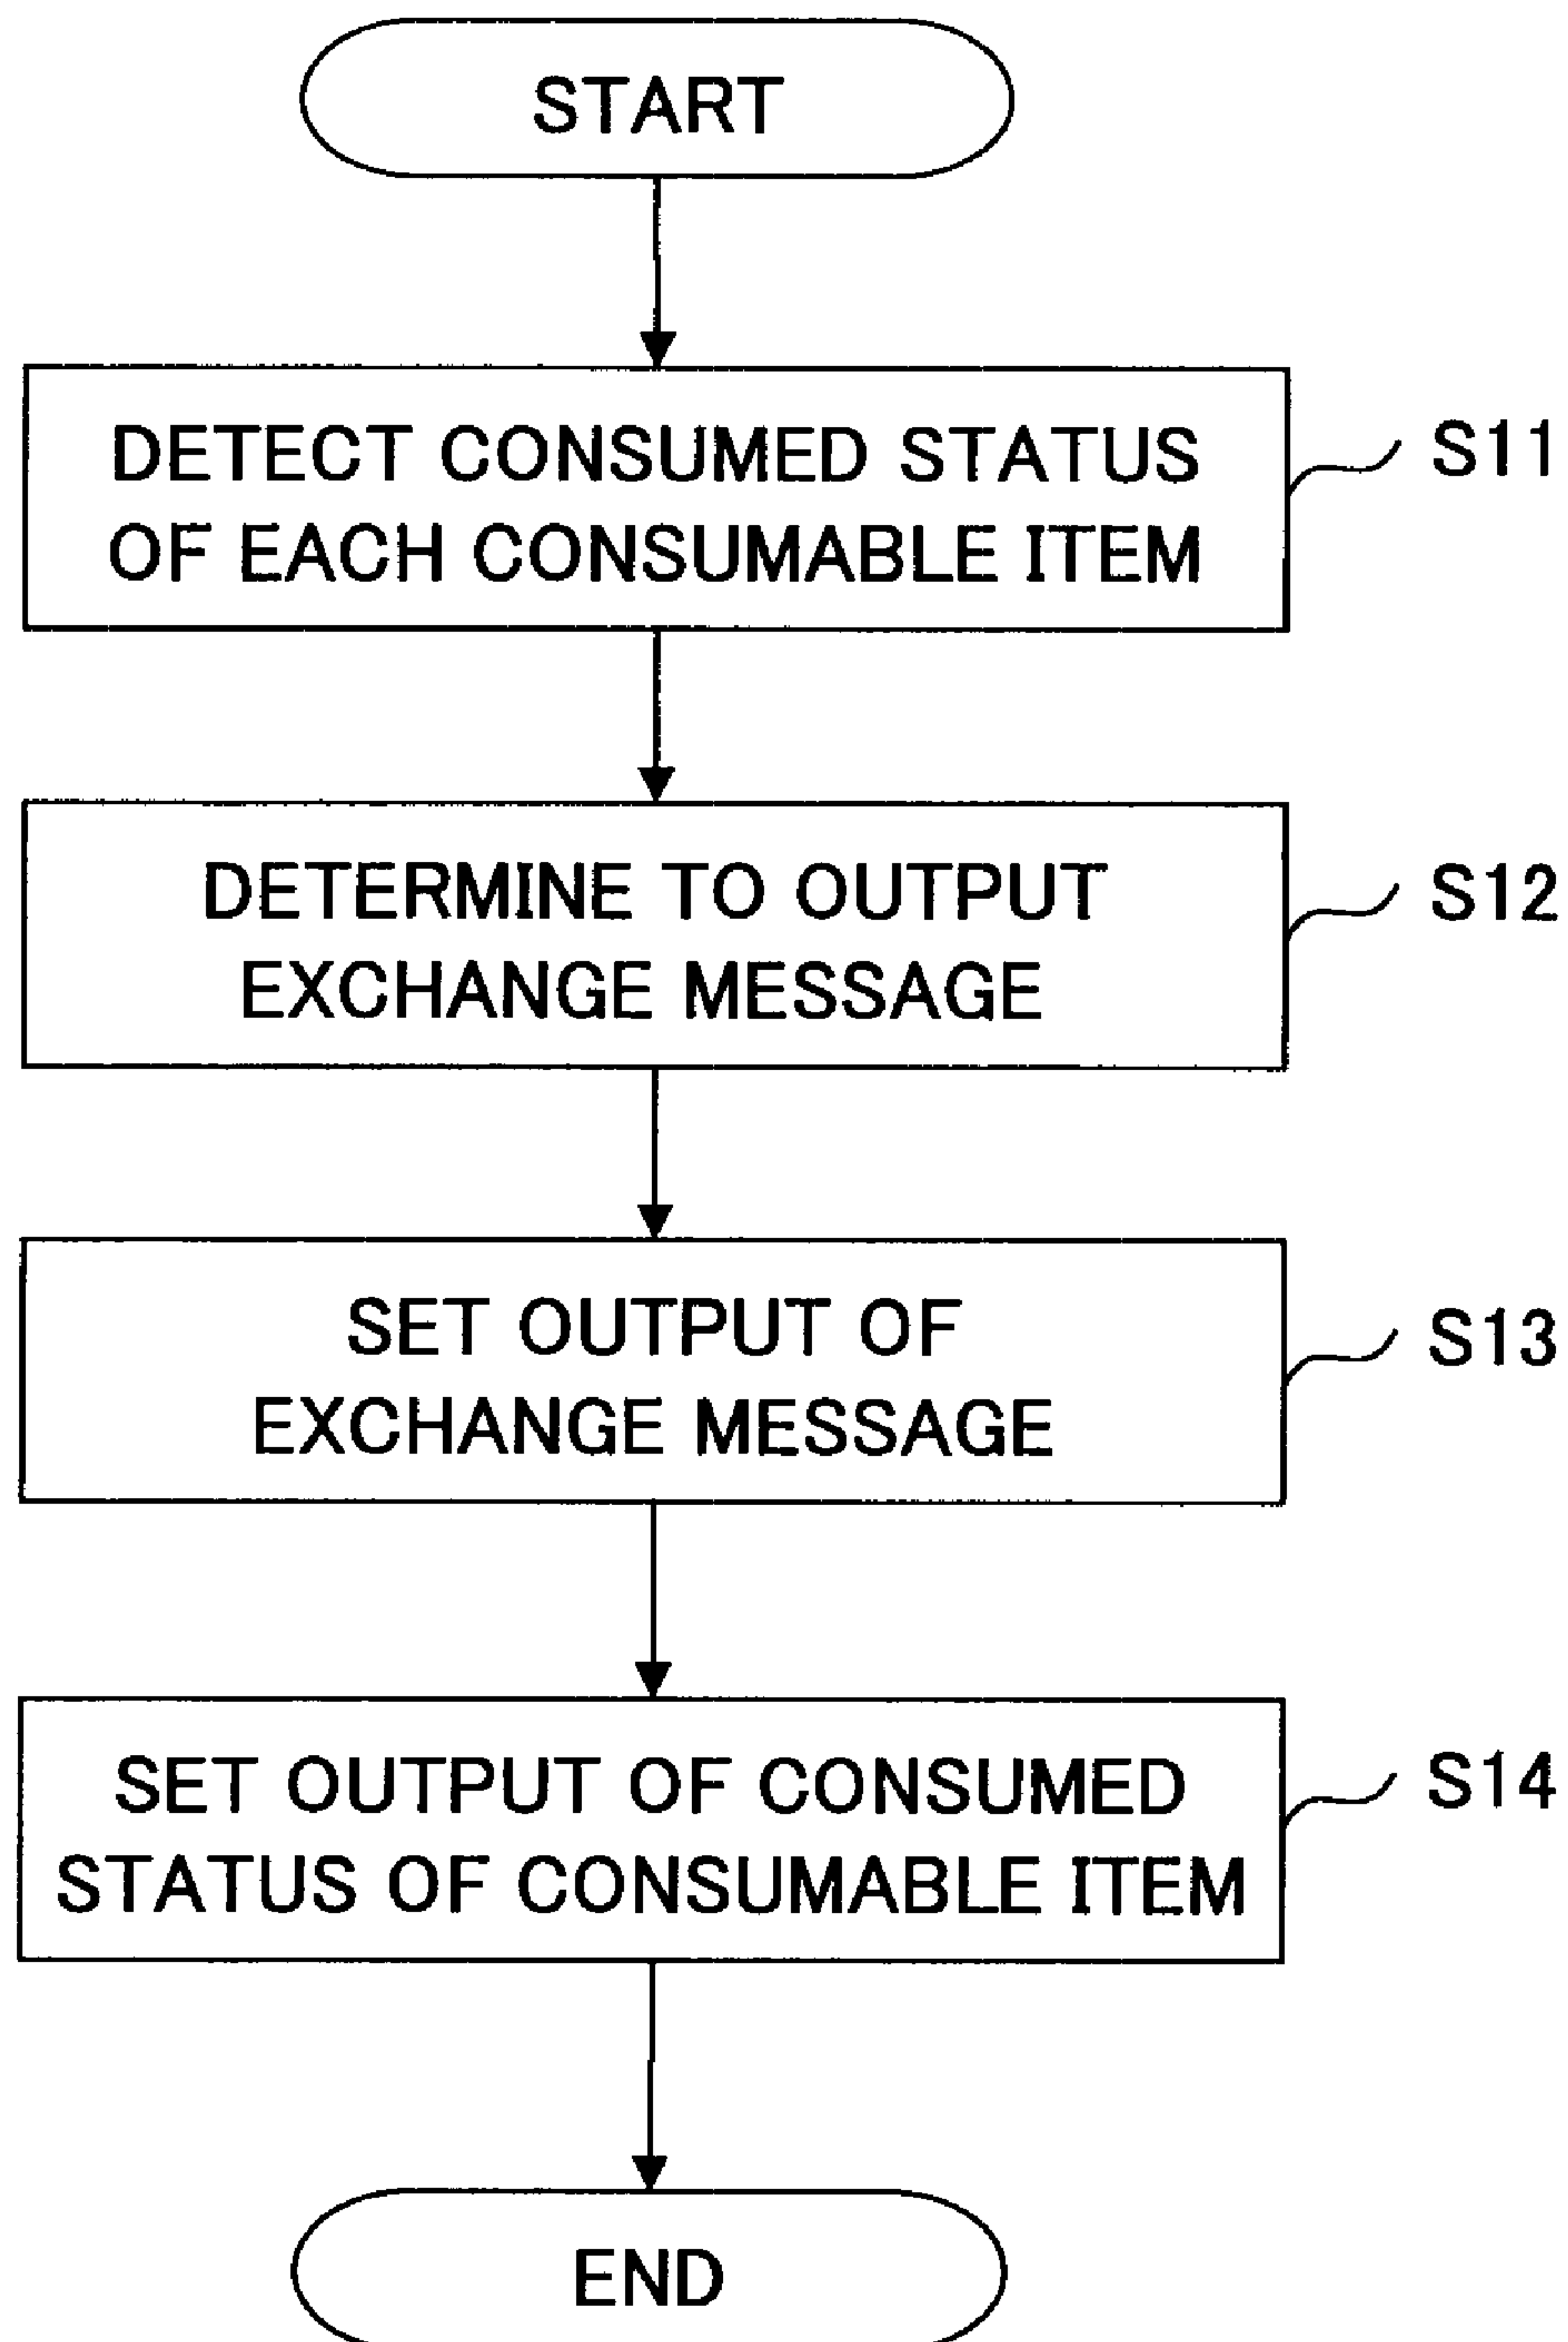 START
DETECT CONSUMED STATUS
OF EACH CONSUMABLE ITEM
S11
DETERMINE TO OUTPUT
EXCHANGE MESSAGE
S12
SET OUTPUT OF
EXCHANGE MESSAGE
S13
SET OUTPUT OF CONSUMED
STATUS OF CONSUMABLE ITEM
S14
END